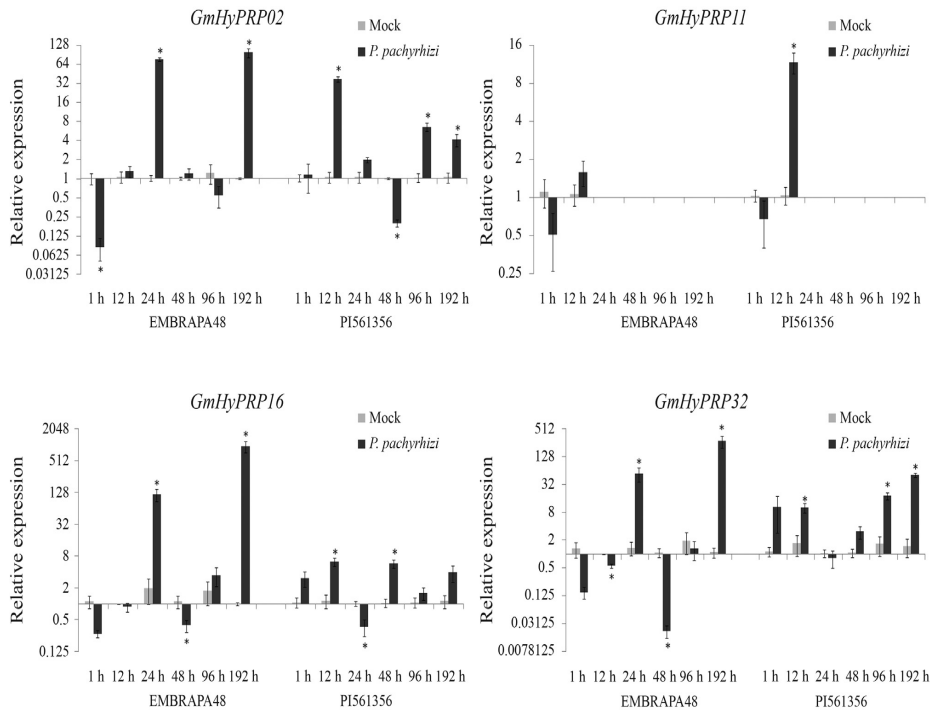 GmHyPRP02
Mock
P. pachyrhizi
Relative expression
128
64
32
16
8
4
2
1
0.5
0.25
0.125
0.0625
0.03125
* * * * * * * *
1 h 12 h 24 h 48 h 96 h 192 h 1 h 12 h 24 h 48 h 96 h 192 h
EMBRAPA48 PI561356
GmHyPRP11
Mock
P. pachyrhizi
Relative expression
16
4
2
1
0.5
0.25
*
1 h 12 h 24 h 48 h 96 h 192 h 1 h 12 h 24 h 48 h 96 h 192 h
EMBRAPA48 PI561356
GmHyPRP16
Mock
P. pachyrhizi
Relative expression
2048
512
128
32
8
2
0.5
0.125
* * * * * *
1 h 12 h 24 h 48 h 96 h 192 h 1 h 12 h 24 h 48 h 96 h 192 h
EMBRAPA48 PI561356
GmHyPRP32
Mock
P. pachyrhizi
Relative expression
512
128
32
8
2
0.5
0.125
0.03125
0.0078125
* * * * * * *
1 h 12 h 24 h 48 h 96 h 192 h 1 h 12 h 24 h 48 h 96 h 192 h
EMBRAPA48 PI561356